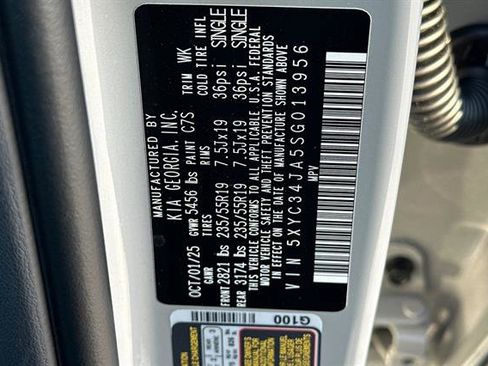 MANUFACTURED BY
KIA GEORGIA, INC.
OCT/01/25 GVWR 5456 lbs PAINT C7S TRIM WK
GAWR TIRES RIMS COLD TIRE INFL
FRONT 2821 lbs 235/55R19 7.5Jx19 36psi SINGLE
REAR 3174 lbs 235/55R19 7.5Jx19 36psi SINGLE
THIS VEHICLE CONFORMS TO ALL APPLICABLE U.S.A. FEDERAL
MOTOR VEHICLE SAFETY AND THEFT PREVENTION STANDARDS
IN EFFECT ON THE DATE OF MANUFACTURE SHOWN ABOVE.
VIN 5XYC34JA5SG013956
MPV
G100